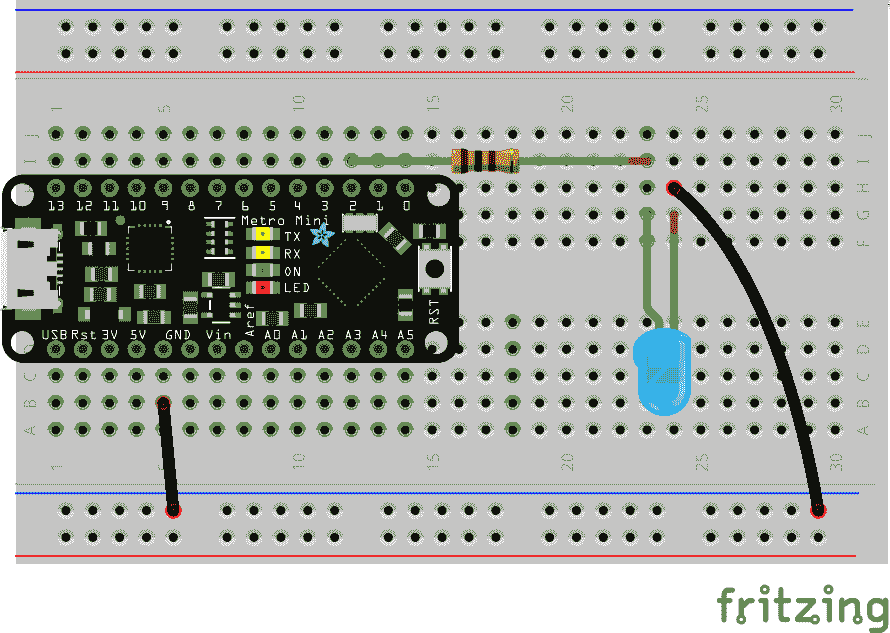 1 5 10 15 20 25 30
J J
I I
H
G
F F
13 12 11 10 9 8 7 6 5 4 3 2 1 0
Metro Mini
TX
RX
ON
LED
RST
Aref
USB Rst 3V 5V GND Vin A0 A1 A2 A3 A4 A5
E
D
C C
B B
A A
1 5 10 15 20 25 30
fritzing